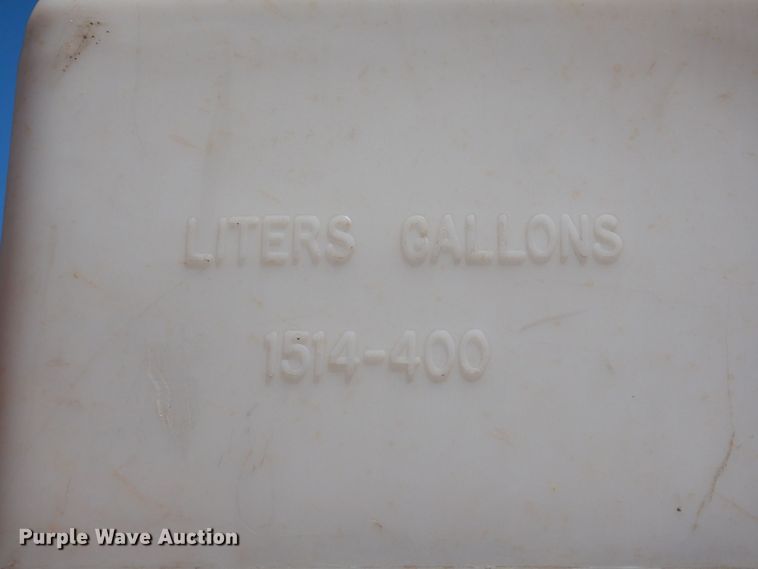 LITERS GALLONS
1514-400
Purple Wave Auction